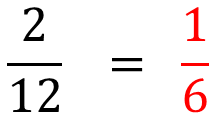 2/12 = 1/6